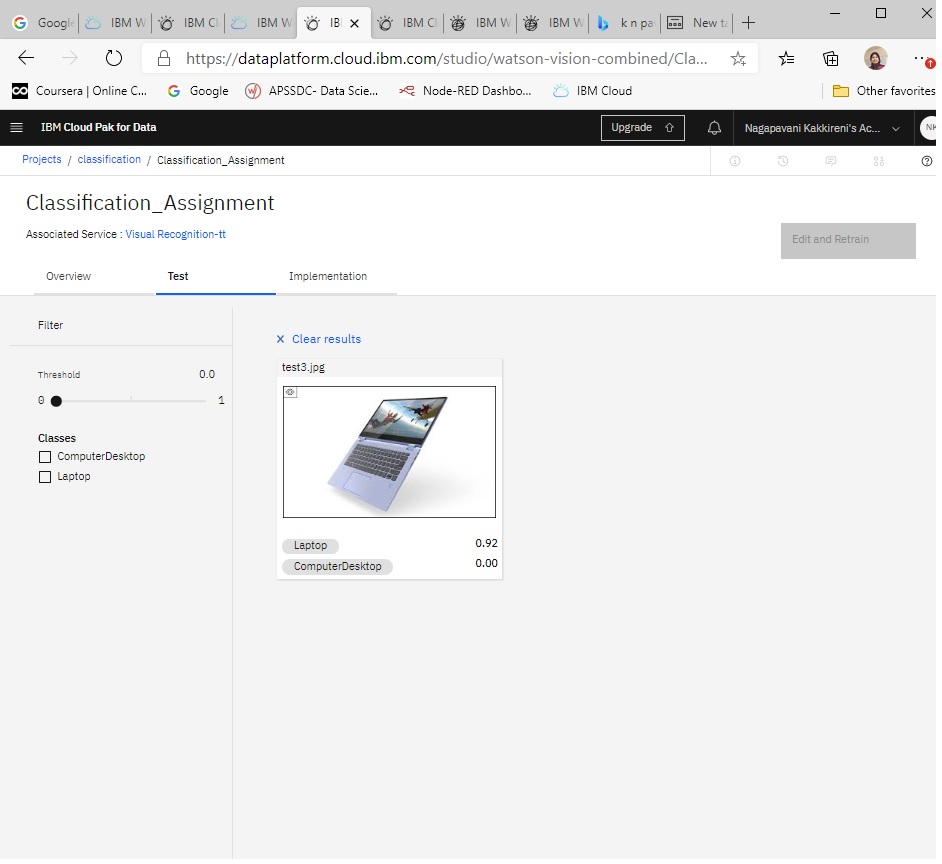 Google IBM W IBM Cl IBM W IB IBM Cl IBM W IBM W k n pa New ta
https://dataplatform.cloud.ibm.com/studio/watson-vision-combined/Cla...
Coursera | Online C... Google APSSDC- Data Scie... Node-RED Dashbo... IBM Cloud Other favorites
IBM Cloud Pak for Data Upgrade Nagapavani Kakkireni's Ac... NK
Projects / classification / Classification_Assignment
Classification_Assignment
Associated Service : Visual Recognition-tt
Edit and Retrain
Overview Test Implementation
Filter
Clear results
test3.jpg
Threshold 0.0
0 1
Classes
ComputerDesktop
Laptop
Laptop 0.92
ComputerDesktop 0.00